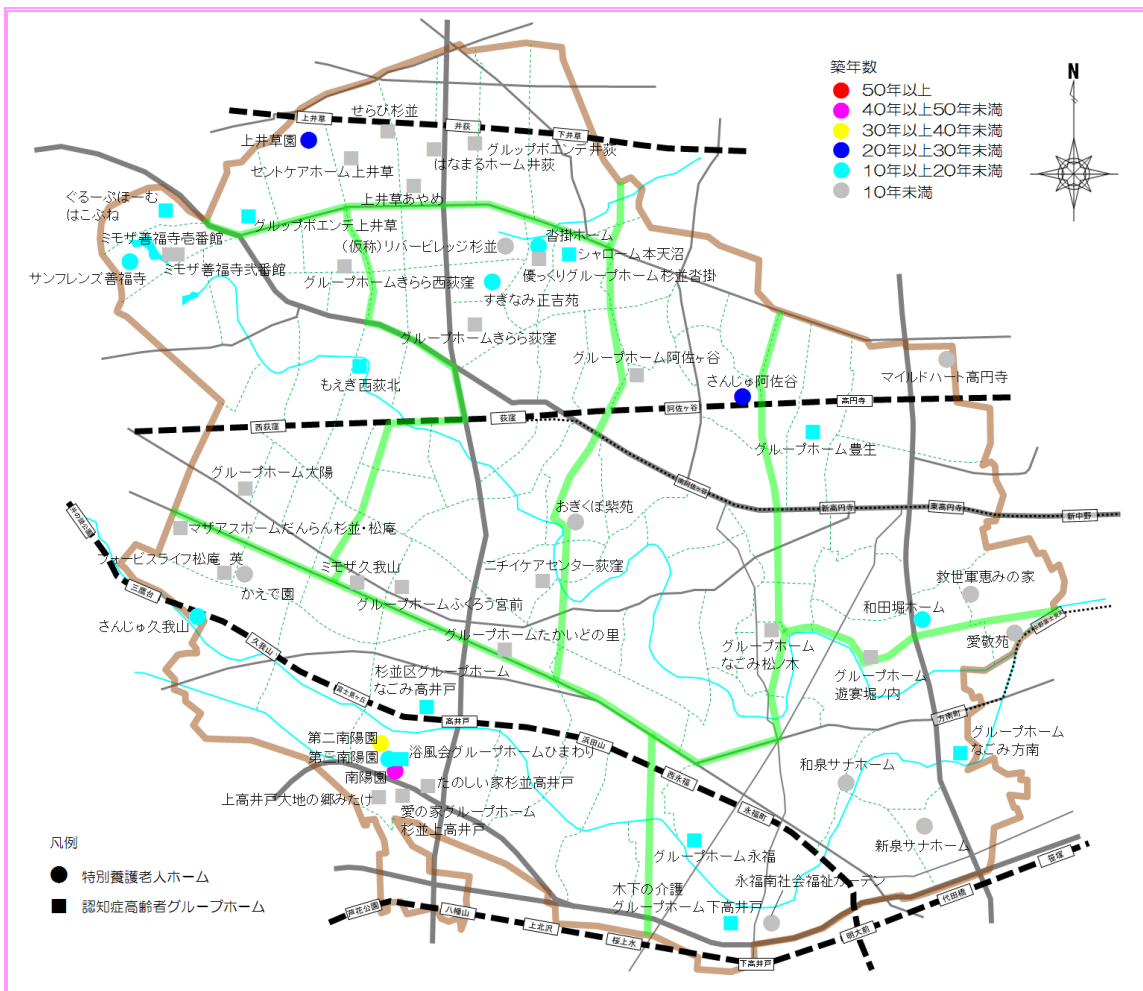 築年数
50年以上
40年以上50年未満
30年以上40年未満
20年以上30年未満
10年以上20年未満
10年未満
N
せらび杉並
上井草
井荻
下井草
上井草園
グルップボエンテ井荻
はなまるホーム井荻
セントケアホーム上井草
上井草あやめ
ぐるーぷほーむ
はこふね
グルップボエンテ上井草
ミモザ善福寺壱番館
ミモザ善福寺弐番館
サンフレンズ善福寺
(仮称)リバービレッジ杉並
沓掛ホーム
シャローム本天沼
優っくりグループホーム杉並沓掛
グループホームきらら西荻窪
すぎなみ正吉苑
グループホームきらら荻窪
グループホーム阿佐ヶ谷
さんじゅ阿佐谷
マイルドハート高円寺
もえぎ西荻北
西荻窪
荻窪
阿佐ヶ谷
高円寺
グループホーム豊生
グループホーム太陽
南阿佐ヶ谷
新高円寺
東高円寺
新中野
おぎくぼ紫苑
マザアスホームだんらん杉並・松庵
井の頭公園
フォービスライフ松庵 英
かえで園
ミモザ久我山
グループホームふくろう宮前
ニチイケアセンター荻窪
三鷹台
さんじゅ久我山
久我山
グループホームたかいどの里
救世軍恵みの家
和田堀ホーム
愛敬苑
中野富士見町
グループホーム
なごみ松ノ木
グループホーム
遊宴堀ノ内
杉並区グループホーム
なごみ高井戸
富士見ヶ丘
高井戸
浜田山
方南町
グループホーム
なごみ方南
第二南陽園
第三南陽園
浴風会グループホームひまわり
南陽園
たのしい家杉並高井戸
上高井戸大地の郷みたけ
愛の家グループホーム
杉並上高井戸
西永福
和泉サナホーム
永福町
新泉サナホーム
凡例
特別養護老人ホーム
認知症高齢者グループホーム
グループホーム永福
永福南社会福祉ガーデン
木下の介護
グループホーム下高井戸
笹塚
代田橋
明大前
芦花公園
八幡山
上北沢
桜上水
下高井戸